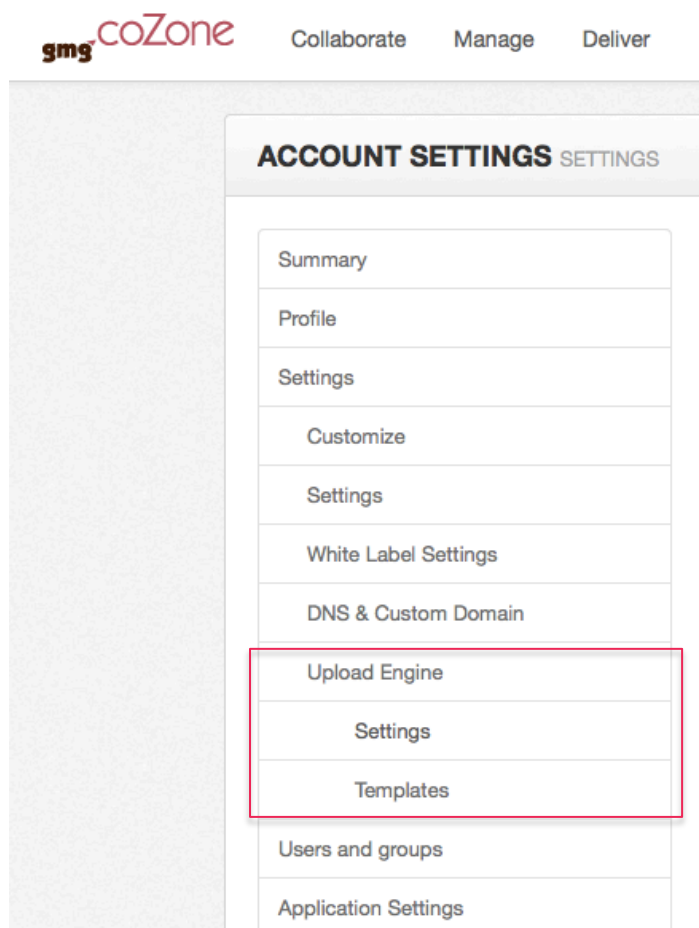 gmg coZone Collaborate Manage Deliver
ACCOUNT SETTINGS SETTINGS
Summary
Profile
Settings
Customize
Settings
White Label Settings
DNS & Custom Domain
Upload Engine
Settings
Templates
Users and groups
Application Settings